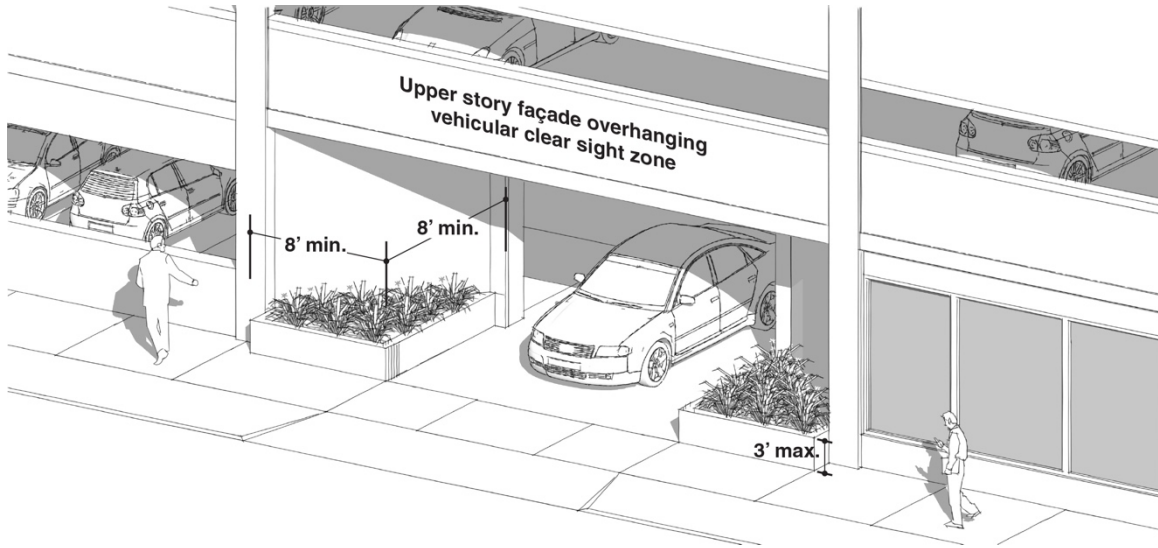 Upper story façade overhanging
vehicular clear sight zone
8’ min.
8’ min.
3’ max.